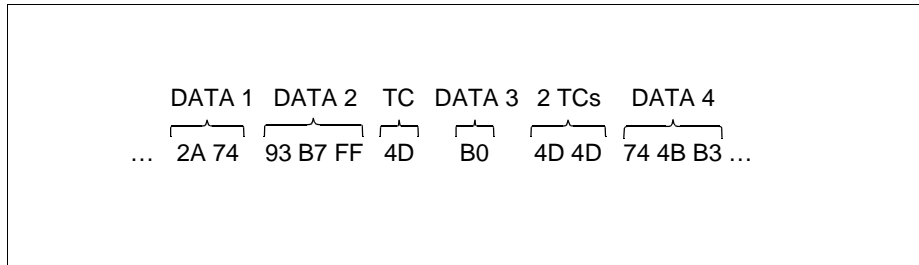 DATA 1 DATA 2 TC DATA 3 2 TCs DATA 4
... 2A 74 93 B7 FF 4D B0 4D 4D 74 4B B3 ...